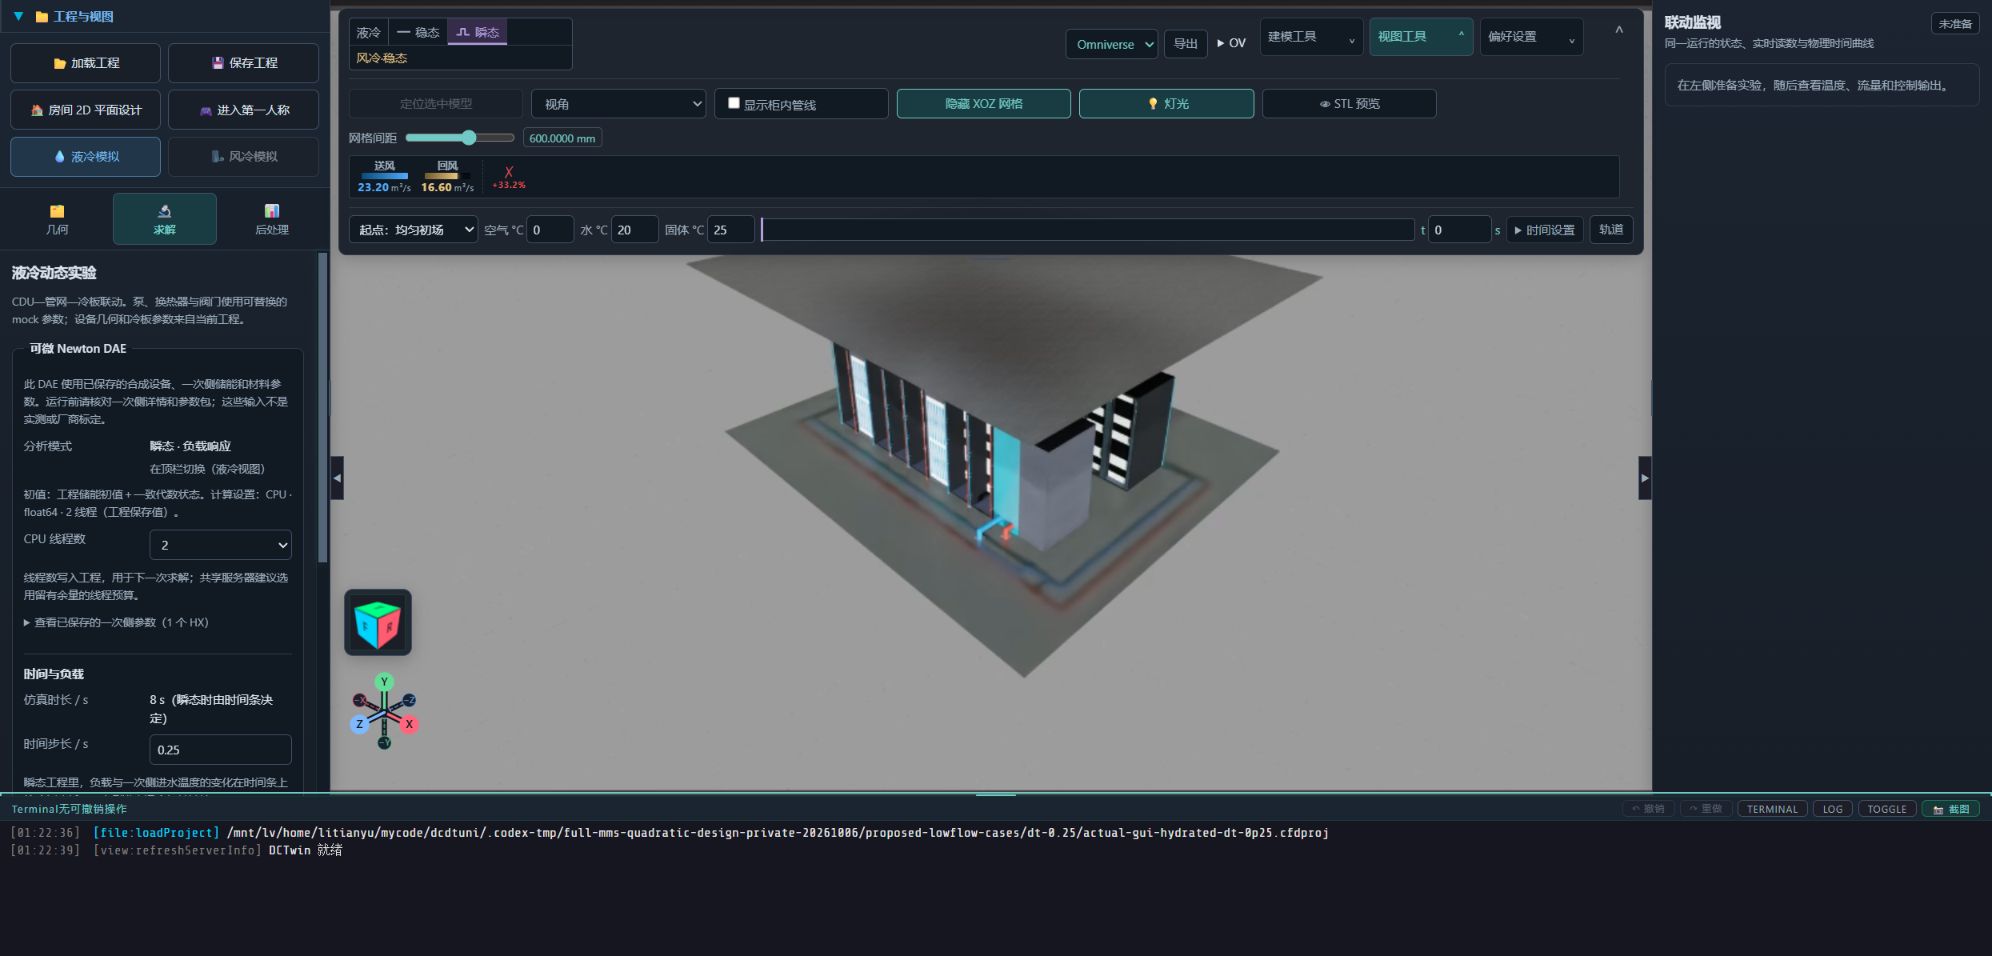 ▼ 工程与视图
加载工程
保存工程
房间 2D 平面设计
进入第一人称
液冷模拟
风冷模拟
几何
求解
后处理
液冷动态实验
CDU—管网—冷板联动。泵、换热器与阀门使用可替换的
mock 参数；设备几何和冷板参数来自当前工程。
可微 Newton DAE
此 DAE 使用已保存的合成设备、一次侧储能和材料参
数。运行前请核对一次侧详情和参数包；这些输入不是
实测或厂商标定。
分析模式
瞬态 · 负载响应
在顶栏切换（液冷视图）
初值：工程储能初值 + 一致代数状态。计算设置：CPU ·
float64 · 2 线程（工程保存值）。
CPU 线程数
2
线程数写入工程，用于下一次求解；共享服务器建议选
用留有余量的线程预算。
▶ 查看已保存的一次侧参数（1 个 HX）
时间与负载
仿真时长 / s
8 s（瞬态时由时间条决
定）
时间步长 / s
0.25
瞬态工程里，负载与一次侧进水温度的变化在时间条上
液冷
稳态
瞬态
风冷·稳态
Omniverse
导出
▶ OV
建模工具
视图工具
偏好设置
定位选中模型
视角
显示柜内管线
隐藏 XOZ 网格
灯光
STL 预览
网格间距
600.0000 mm
送风
23.20 m³/s
回风
16.60 m³/s
╳
+33.2%
起点：均匀初场
空气 °C
0
水 °C
20
固体 °C
25
t
0
s
▶ 时间设置
轨道
Y
-X
-Z
Z
X
-Y
联动监视
未准备
同一运行的状态、实时读数与物理时间曲线
在左侧准备实验，随后查看温度、流量和控制输出。
Terminal无可撤销操作
撤销
重做
TERMINAL
LOG
TOGGLE
截图
[01:22:36] [file:loadProject] /mnt/lv/home/litianyu/mycode/dcdtuni/.codex-tmp/full-mms-quadratic-design-private-20261006/proposed-lowflow-cases/dt-0.25/actual-gui-hydrated-dt-0p25.cfdproj
[01:22:39] [view:refreshServerInfo] DCTwin 就绪